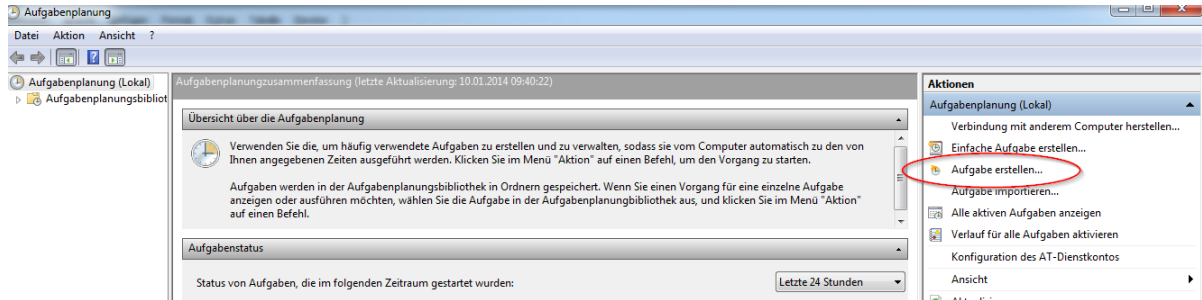 Aufgabenplanung
Datei Aktion Ansicht ?
Aufgabenplanung (Lokal)
Aufgabenplanungsbibliot
Aufgabenplanungzusammenfassung (letzte Aktualisierung: 10.01.2014 09:40:22)
Übersicht über die Aufgabenplanung
Verwenden Sie die, um häufig verwendete Aufgaben zu erstellen und zu verwalten, sodass sie vom Computer automatisch zu den von
Ihnen angegebenen Zeiten ausgeführt werden. Klicken Sie im Menü "Aktion" auf einen Befehl, um den Vorgang zu starten.
Aufgaben werden in der Aufgabenplanungsbibliothek in Ordnern gespeichert. Wenn Sie einen Vorgang für eine einzelne Aufgabe
anzeigen oder ausführen möchten, wählen Sie die Aufgabe in der Aufgabenplanungbibliothek aus, und klicken Sie im Menü "Aktion"
auf einen Befehl.
Aufgabenstatus
Status von Aufgaben, die im folgenden Zeitraum gestartet wurden:
Letzte 24 Stunden
Aktionen
Aufgabenplanung (Lokal)
Verbindung mit anderem Computer herstellen...
Einfache Aufgabe erstellen...
Aufgabe erstellen...
Aufgabe importieren...
Alle aktiven Aufgaben anzeigen
Verlauf für alle Aufgaben aktivieren
Konfiguration des AT-Dienstkontos
Ansicht